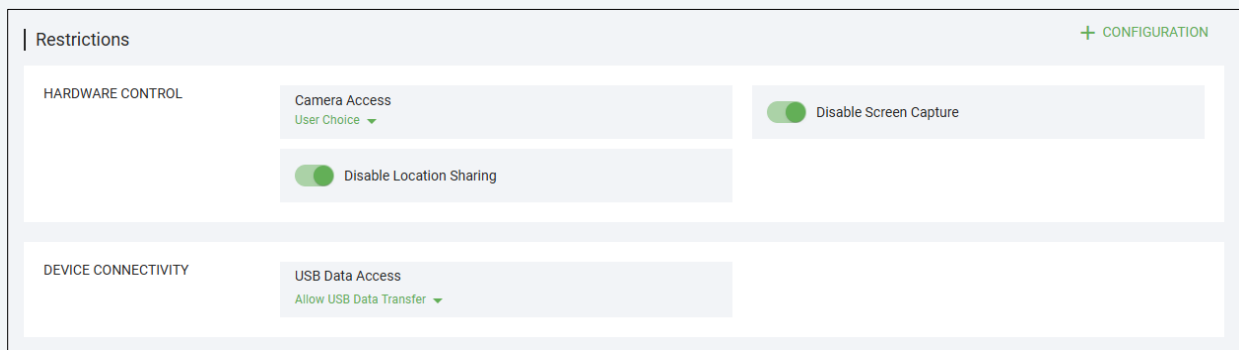 Restrictions
+ CONFIGURATION
HARDWARE CONTROL
Camera Access
User Choice
Disable Screen Capture
Disable Location Sharing
DEVICE CONNECTIVITY
USB Data Access
Allow USB Data Transfer